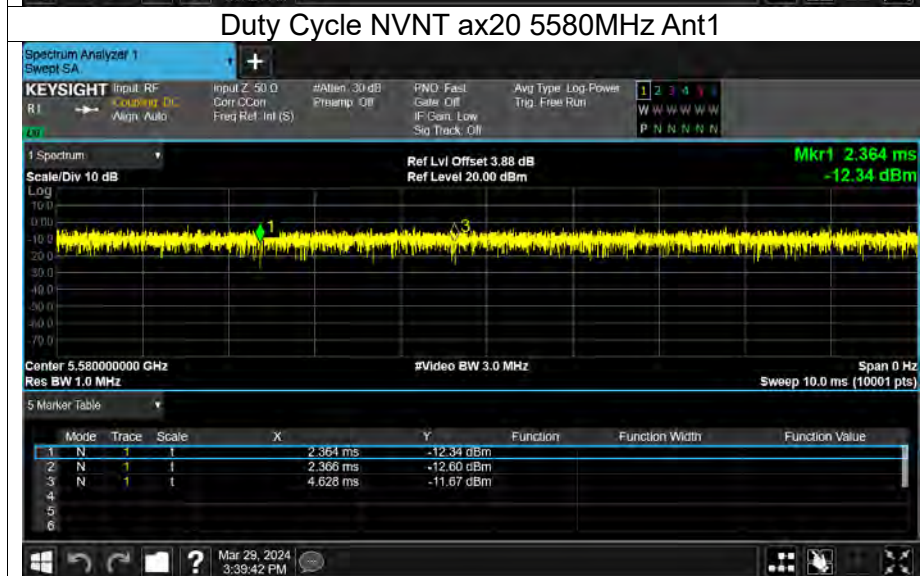 Duty Cycle NVNT ax20 5580MHz Ant1
Spectrum Analyzer 1
Swept SA
+
KEYSIGHT Input: RF Input Z: 50 Ω #Atten: 30 dB PNO: Fast Avg Type: Log-Power 1 2 3 4 5 6
R1 Coupling: DC Corr CCorr Preamp: Off Gate: Off Trig: Free Run W W W W W W
Align: Auto Freq Ref: Int (S) IF Gain: Low
Sig Track: Off P N N N N N
1 Spectrum Ref Lvl Offset 3.88 dB Mkr1 2.364 ms
Scale/Div 10 dB Ref Level 20.00 dBm -12.34 dBm
Log
10.0
0.00
-10.0
-20.0
-30.0
-40.0
-50.0
-60.0
-70.0
1
3
Center 5.580000000 GHz #Video BW 3.0 MHz Span 0 Hz
Res BW 1.0 MHz Sweep 10.0 ms (10001 pts)
5 Marker Table
Mode Trace Scale X Y Function Function Width Function Value
1 N 1 t 2.364 ms -12.34 dBm
2 N 1 t 2.366 ms -12.60 dBm
3 N 1 t 4.628 ms -11.67 dBm
4
5
6
? Mar 29, 2024
3:39:42 PM